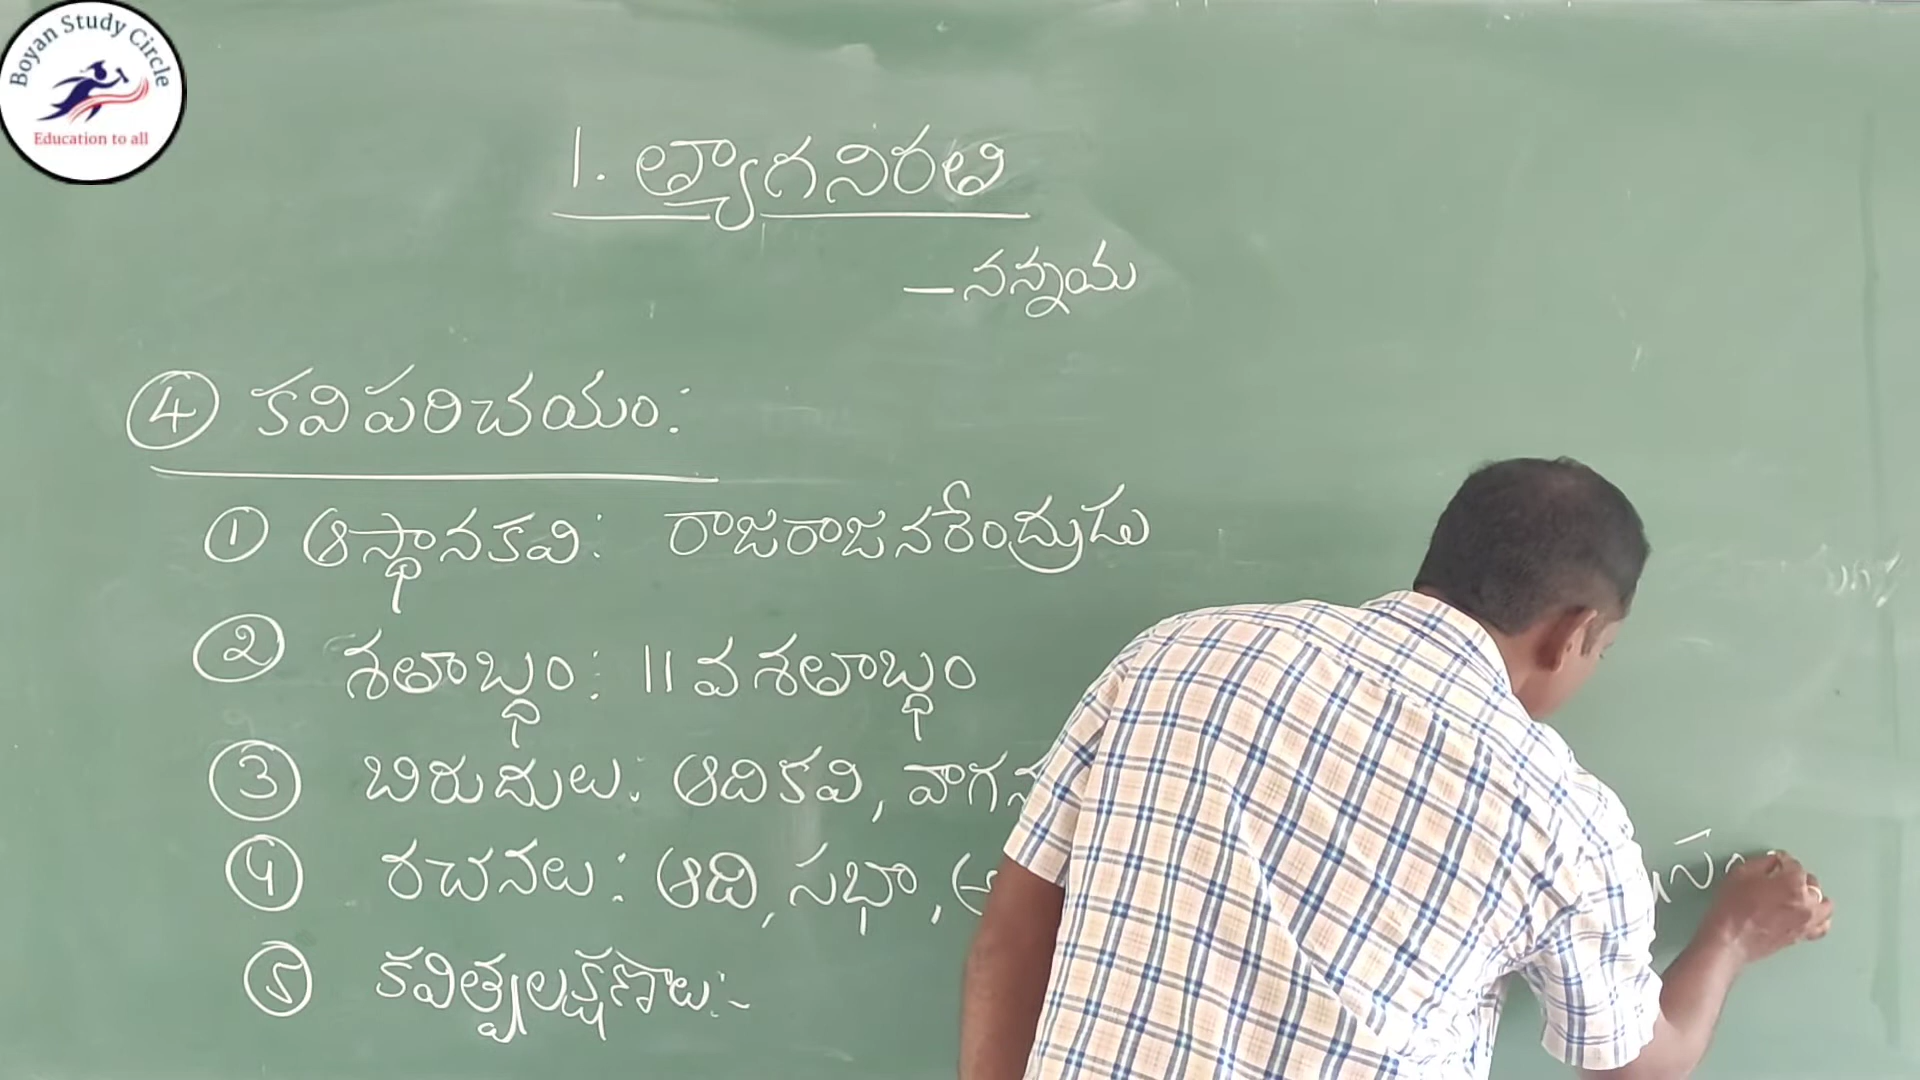 Boyan Study Circle
Education to all
1. త్యాగనిరతి
– నన్నయ
④ కవిపరిచయం:
① ఆస్థానకవి: రాజరాజనరేంద్రుడు
② శతాబ్ధం: 11వ శతాబ్ధం
③ బిరుదులు: ఆదికవి,
④ రచనలు: ఆది, సభా,
⑤ కవిత్వలక్షణాలు:-